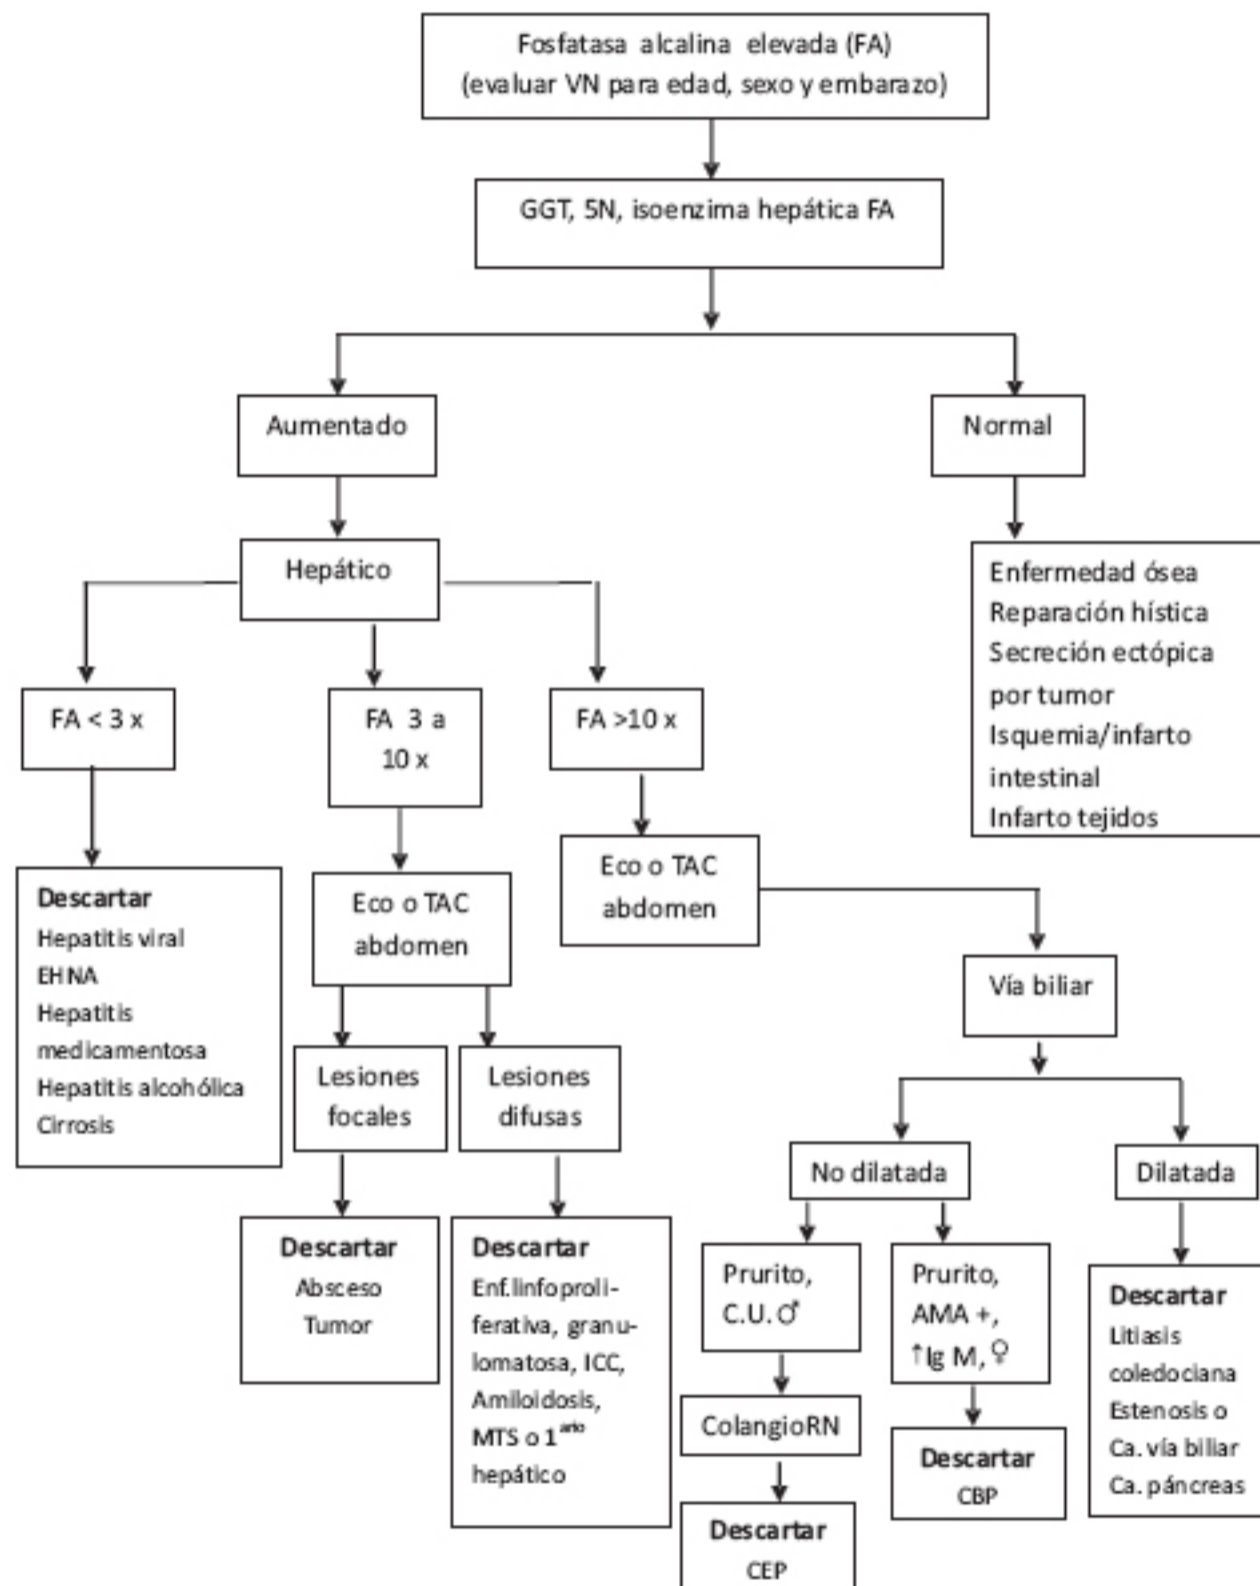 Fosfatasa alcalina elevada (FA)
(evaluar VN para edad, sexo y embarazo)
GGT, 5N, isoenzima hepática FA
Aumentado
Normal
Hepático
Enfermedad ósea
Reparación hística
Secreción ectópica
por tumor
Isquemia/infarto
intestinal
Infarto tejidos
FA < 3 x
FA 3 a
10 x
FA >10 x
Eco o TAC
abdomen
Eco o TAC
abdomen
Descartar
Hepatitis viral
EHNA
Hepatitis
medicamentosa
Hepatitis alcohólica
Cirrosis
Vía biliar
Lesiones
focales
Lesiones
difusas
No dilatada
Dilatada
Descartar
Absceso
Tumor
Descartar
Enf.linfoproli-
ferativa, granu-
lomatosa, ICC,
Amiloidosis,
MTS o 1ario
hepático
Prurito,
C.U. ♂
Prurito,
AMA +,
↑Ig M, ♀
Descartar
Litiasis
coledociana
Estenosis o
Ca. vía biliar
Ca. páncreas
ColangioRN
Descartar
CBP
Descartar
CEP